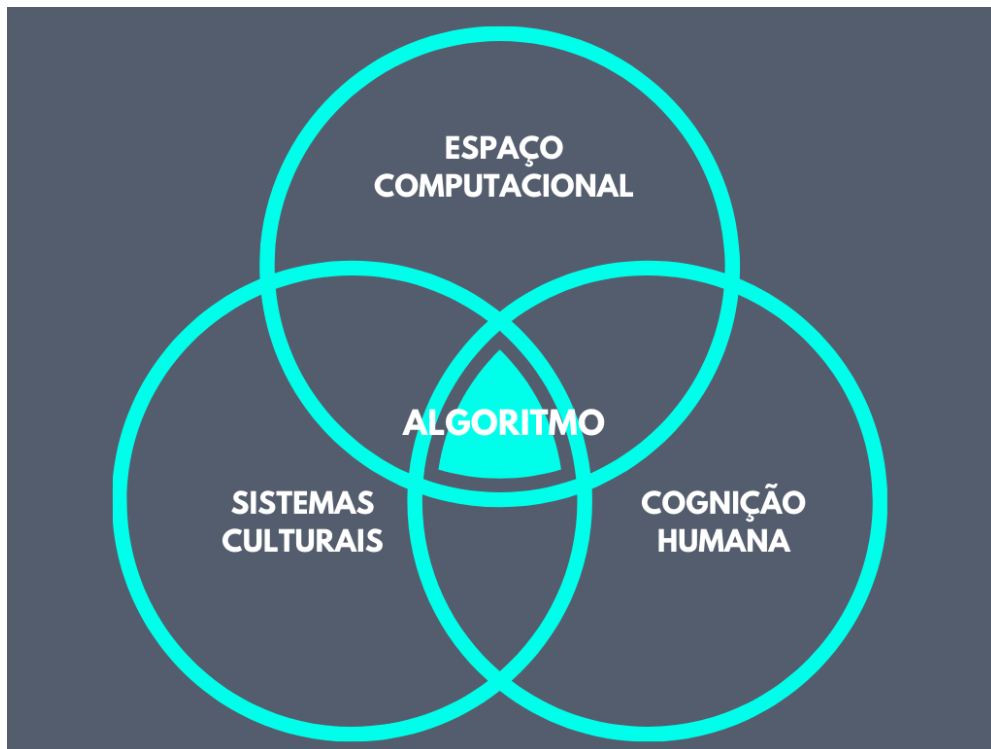 ESPAÇO
COMPUTACIONAL
ALGORITMO
SISTEMAS
CULTURAIS
COGNIÇÃO
HUMANA